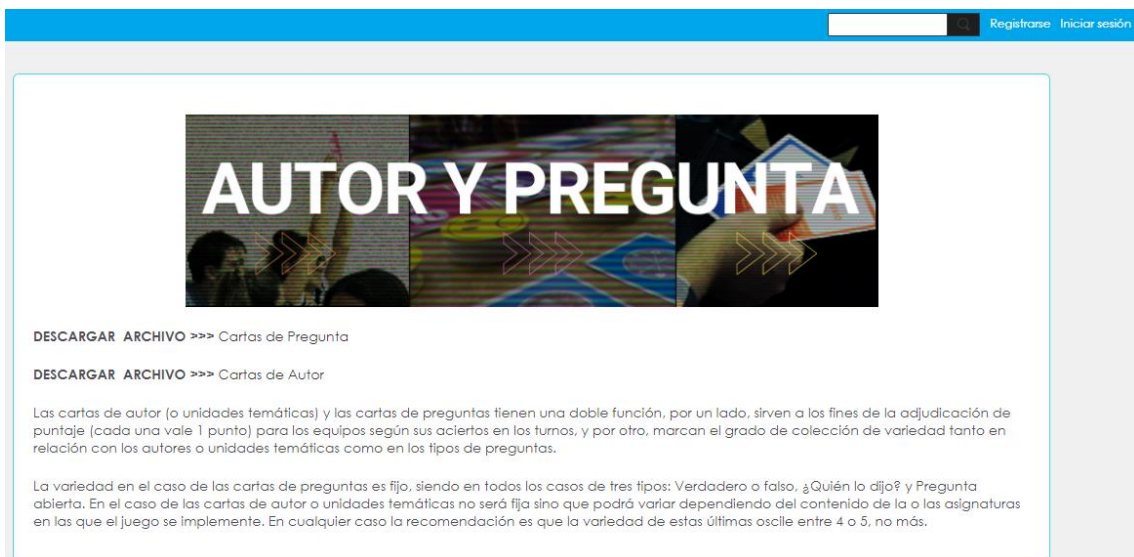 Registrarse Iniciar sesión
AUTOR Y PREGUNTA
DESCARGAR ARCHIVO >>> Cartas de Pregunta
DESCARGAR ARCHIVO >>> Cartas de Autor
Las cartas de autor (o unidades temáticas) y las cartas de preguntas tienen una doble función, por un lado, sirven a los fines de la adjudicación de
puntaje (cada una vale 1 punto) para los equipos según sus aciertos en los turnos, y por otro, marcan el grado de colección de variedad tanto en
relación con los autores o unidades temáticas como en los tipos de preguntas.
La variedad en el caso de las cartas de preguntas es fijo, siendo en todos los casos de tres tipos: Verdadero o falso, ¿Quién lo dijo? y Pregunta
abierta. En el caso de las cartas de autor o unidades temáticas no será fija sino que podrá variar dependiendo del contenido de la o las asignaturas
en las que el juego se implemente. En cualquier caso la recomendación es que la variedad de estas últimas oscile entre 4 o 5, no más.